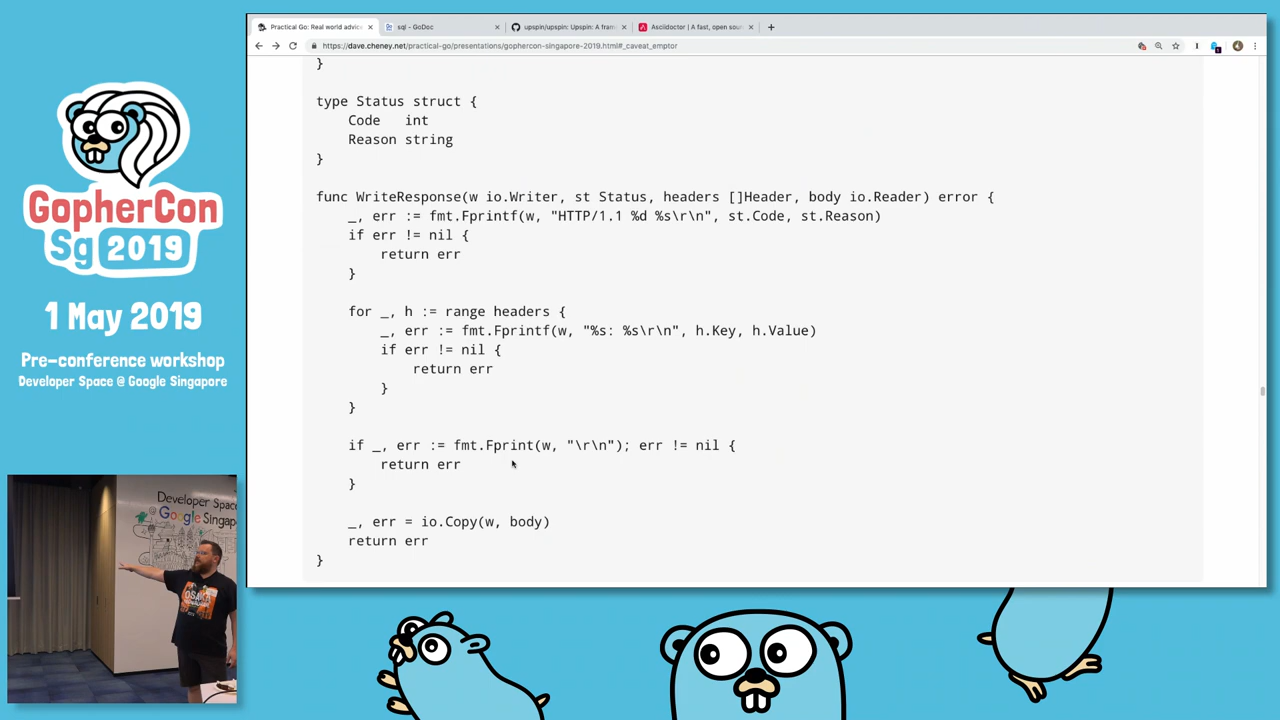 GopherCon
Sg 2019
1 May 2019
Pre-conference workshop
Developer Space @ Google Singapore
Practical Go: Real world advic
sql - GoDoc
upspin/upspin: Upspin: A fram
Asciidoctor | A fast, open sou
https://dave.cheney.net/practical-go/presentations/gophercon-singapore-2019.html#_caveat_emptor
}
type Status struct {
Code int
Reason string
}
func WriteResponse(w io.Writer, st Status, headers []Header, body io.Reader) error {
_, err := fmt.Fprintf(w, "HTTP/1.1 %d %s\r\n", st.Code, st.Reason)
if err != nil {
return err
}
for _, h := range headers {
_, err := fmt.Fprintf(w, "%s: %s\r\n", h.Key, h.Value)
if err != nil {
return err
}
}
if _, err := fmt.Fprint(w, "\r\n"); err != nil {
return err
}
_, err = io.Copy(w, body)
return err
}
Developer Spac
@ Google Singap
OSAKA